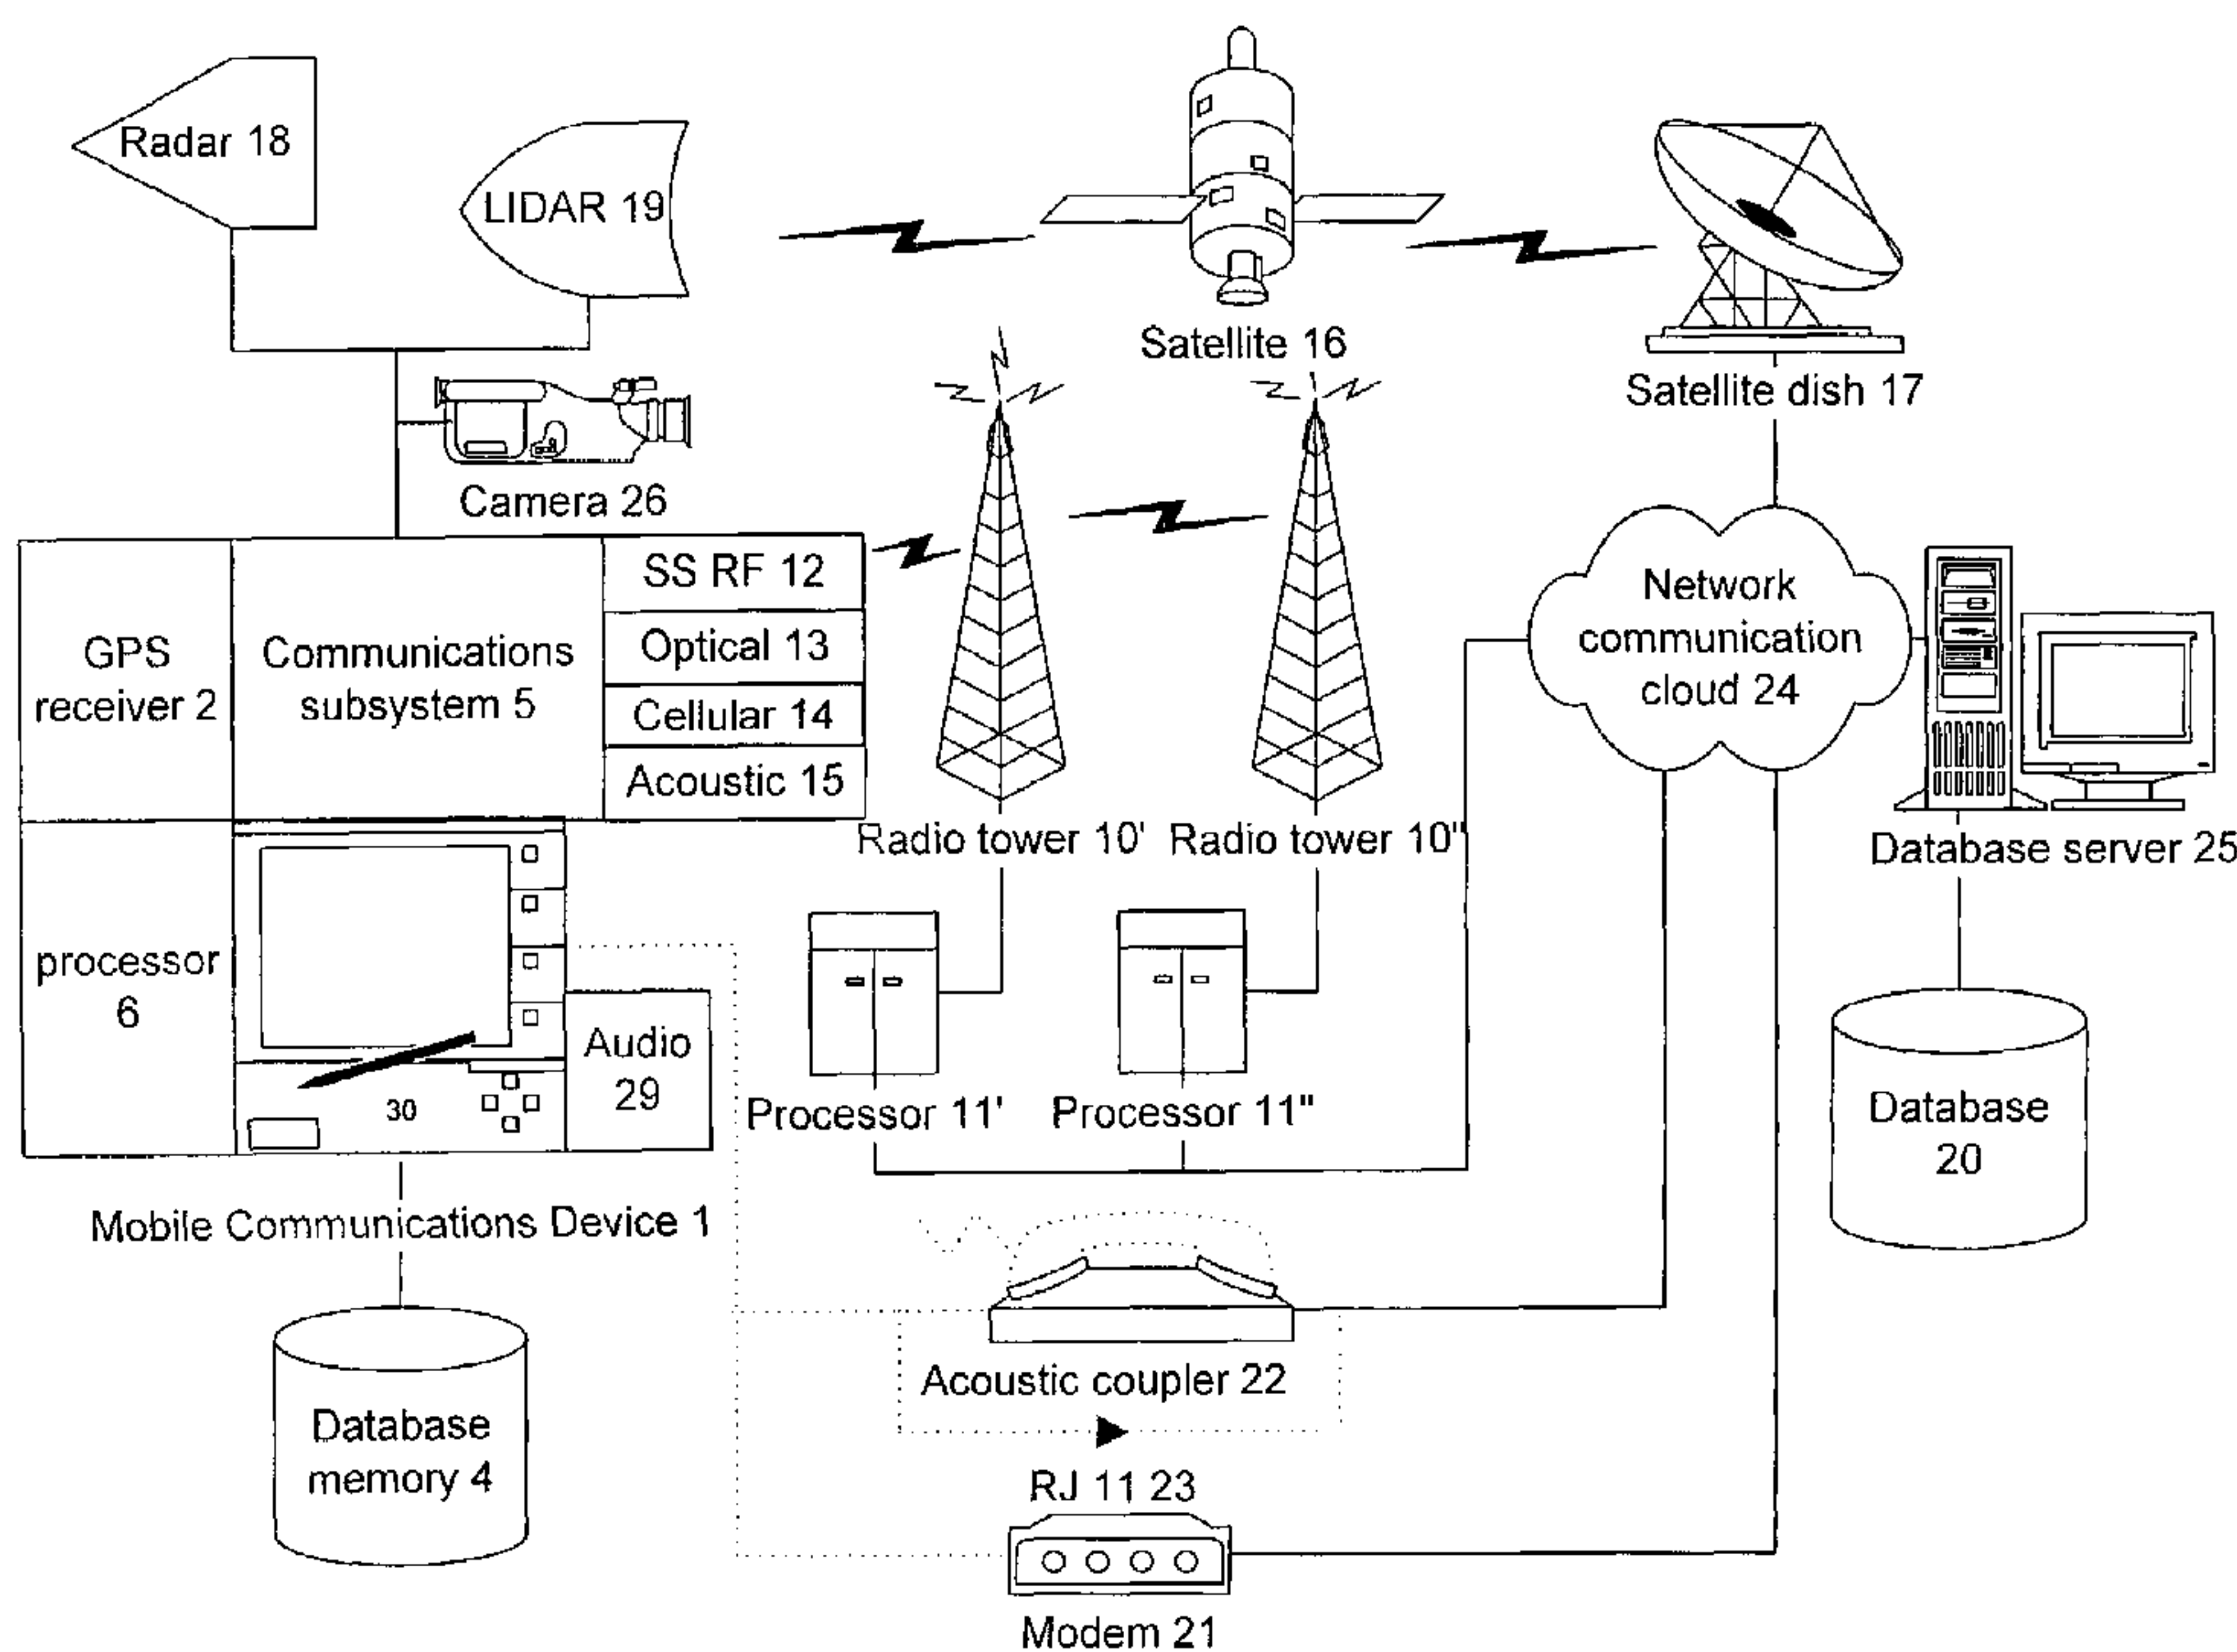 Radar 18
LIDAR 19
Satellite 16
Satellite dish 17
Camera 26
SS RF 12
Optical 13
Cellular 14
Acoustic 15
GPS
receiver 2
Communications
subsystem 5
Network
communication
cloud 24
Radio tower 10'
Radio tower 10"
Database server 25
processor
6
Audio
29
30
Processor 11'
Processor 11"
Database
20
Mobile Communications Device 1
Acoustic coupler 22
Database
memory 4
RJ 11 23
Modem 21